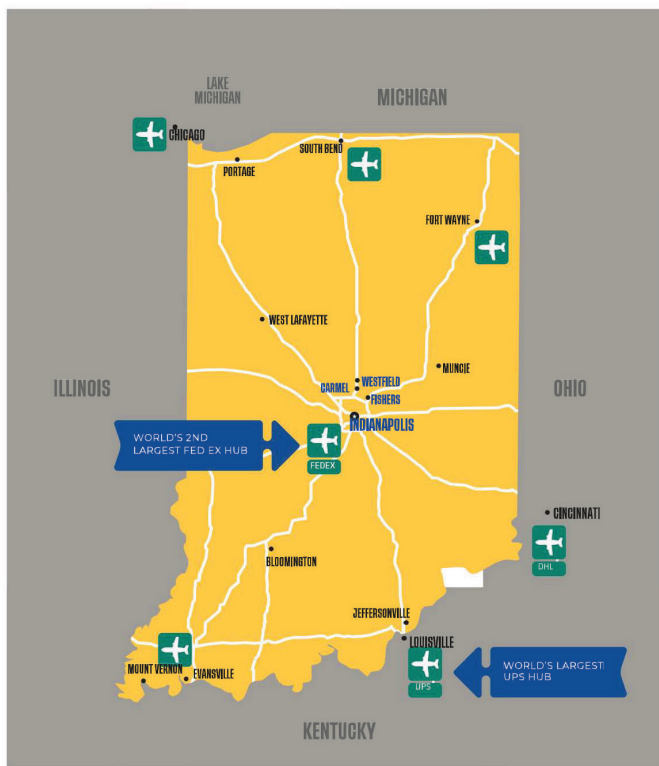 LAKE
MICHIGAN
MICHIGAN
CHICAGO
SOUTH BEND
PORTAGE
FORT WAYNE
WEST LAFAYETTE
MUNCIE
WESTFIELD
CARMEL
FISHERS
ILLINOIS
OHIO
INDIANAPOLIS
WORLD'S 2ND
LARGEST FED EX HUB
FEDEX
CINCINNATI
DHL
BLOOMINGTON
JEFFERSONVILLE
LOUISVILLE
MOUNT VERNON
EVANSVILLE
WORLD'S LARGEST
UPS HUB
UPS
KENTUCKY